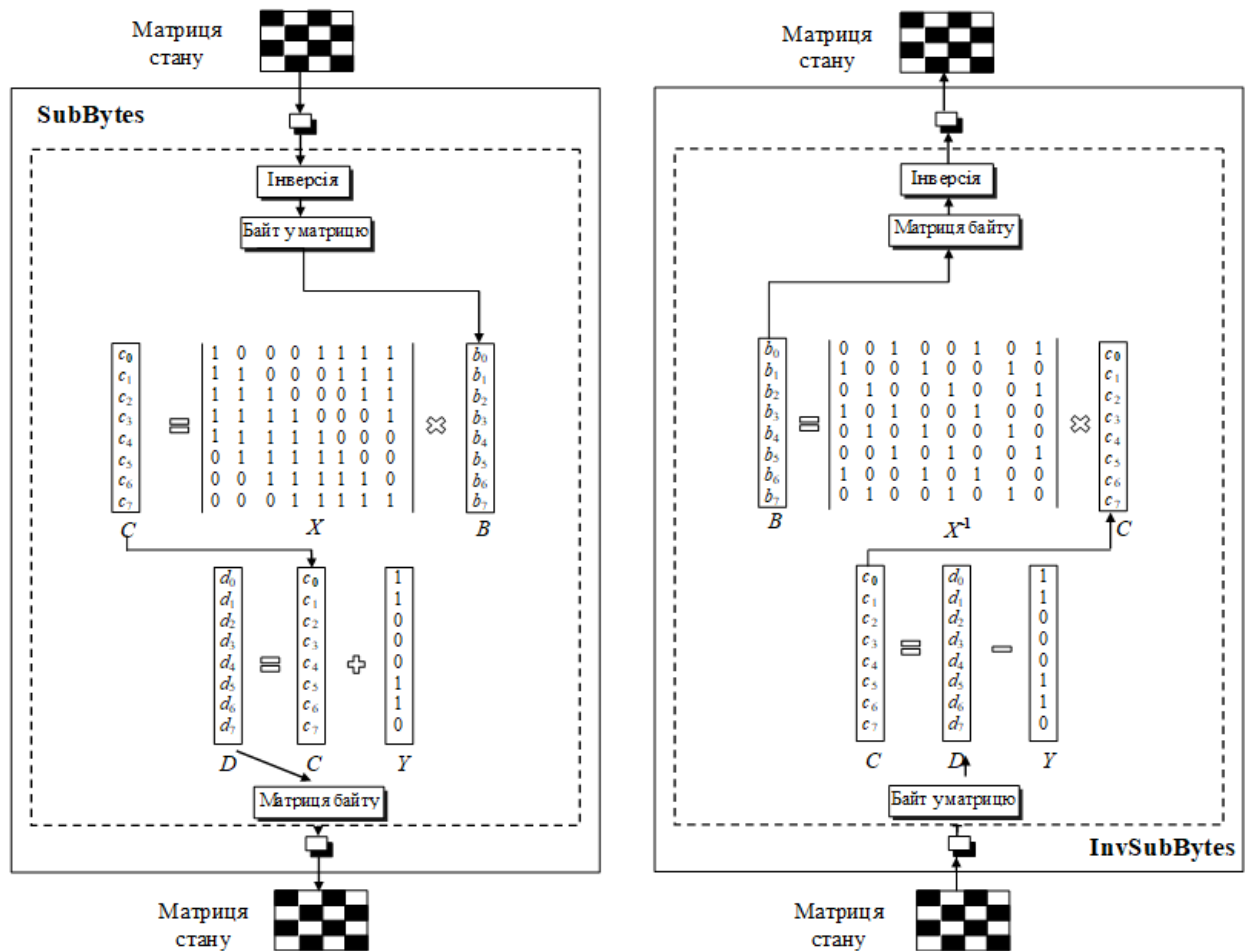 Матриця
стану
SubBytes
Інверсія
Байт у матрицю
c₀ 1 0 0 0 1 1 1 1 b₀
c₁ 1 1 0 0 0 1 1 1 b₁
c₂ 1 1 1 0 0 0 1 1 b₂
c₃ = 1 1 1 1 0 0 0 1 × b₃
c₄ 1 1 1 1 1 0 0 0 b₄
c₅ 0 1 1 1 1 1 0 0 b₅
c₆ 0 0 1 1 1 1 1 0 b₆
c₇ 0 0 0 1 1 1 1 1 b₇
C X B
d₀ c₀ 1
d₁ c₁ 1
d₂ c₂ 0
d₃ c₃ 0
d₄ = c₄ + 0
d₅ c₅ 1
d₆ c₆ 1
d₇ c₇ 0
D C Y
Матриця байту
Матриця
стану
Матриця
стану
Інверсія
Матриця байту
b₀ 0 0 1 0 0 1 0 1 c₀
b₁ 1 0 0 1 0 0 1 0 c₁
b₂ 0 1 0 0 1 0 0 1 c₂
b₃ = 1 0 1 0 0 1 0 0 × c₃
b₄ 0 1 0 1 0 0 1 0 c₄
b₅ 0 0 1 0 1 0 0 1 c₅
b₆ 1 0 0 1 0 1 0 0 c₆
b₇ 0 1 0 0 1 0 1 0 c₇
B X⁻¹ C
c₀ d₀ 1
c₁ d₁ 1
c₂ d₂ 0
c₃ d₃ 0
c₄ = d₄ − 0
c₅ d₅ 1
c₆ d₆ 1
c₇ d₇ 0
C D Y
Байт у матрицю
InvSubBytes
Матриця
стану